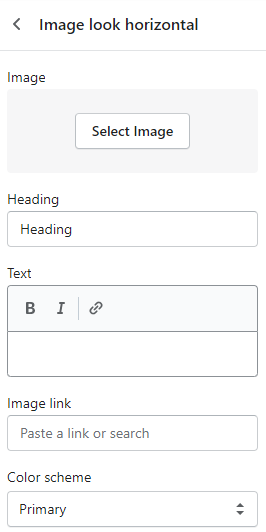 Image look horizontal
Image
Select Image
Heading
Heading
Text
B I
Image link
Paste a link or search
Color scheme
Primary